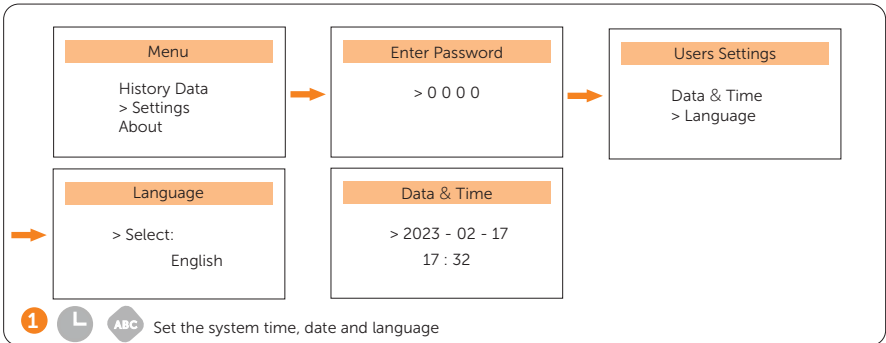 Menu
History Data
> Settings
About
Enter Password
> 0 0 0 0
Users Settings
Data & Time
> Language
Language
> Select:
English
Data & Time
> 2023 - 02 - 17
17 : 32
1 ABC Set the system time, date and language